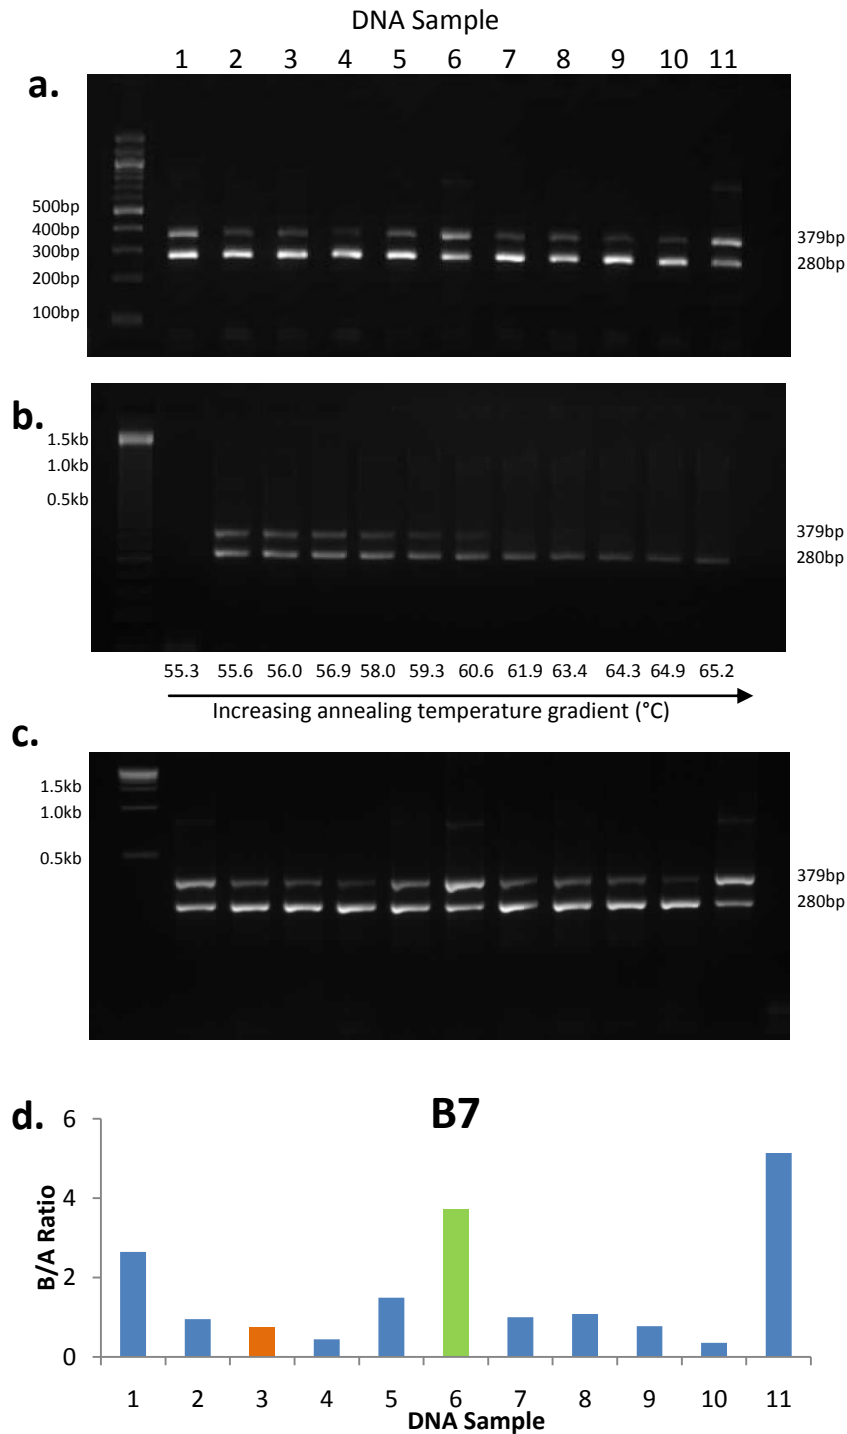 DNA Sample
1 2 3 4 5 6 7 8 9 10 11
a.
500bp
400bp
300bp
200bp
100bp
379bp
280bp
b.
1.5kb
1.0kb
0.5kb
379bp
280bp
55.3 55.6 56.0 56.9 58.0 59.3 60.6 61.9 63.4 64.3 64.9 65.2
Increasing annealing temperature gradient (°C)
c.
1.5kb
1.0kb
0.5kb
379bp
280bp
d.
B7
B/A Ratio
6
4
2
0
1 2 3 4 5 6 7 8 9 10 11
DNA Sample